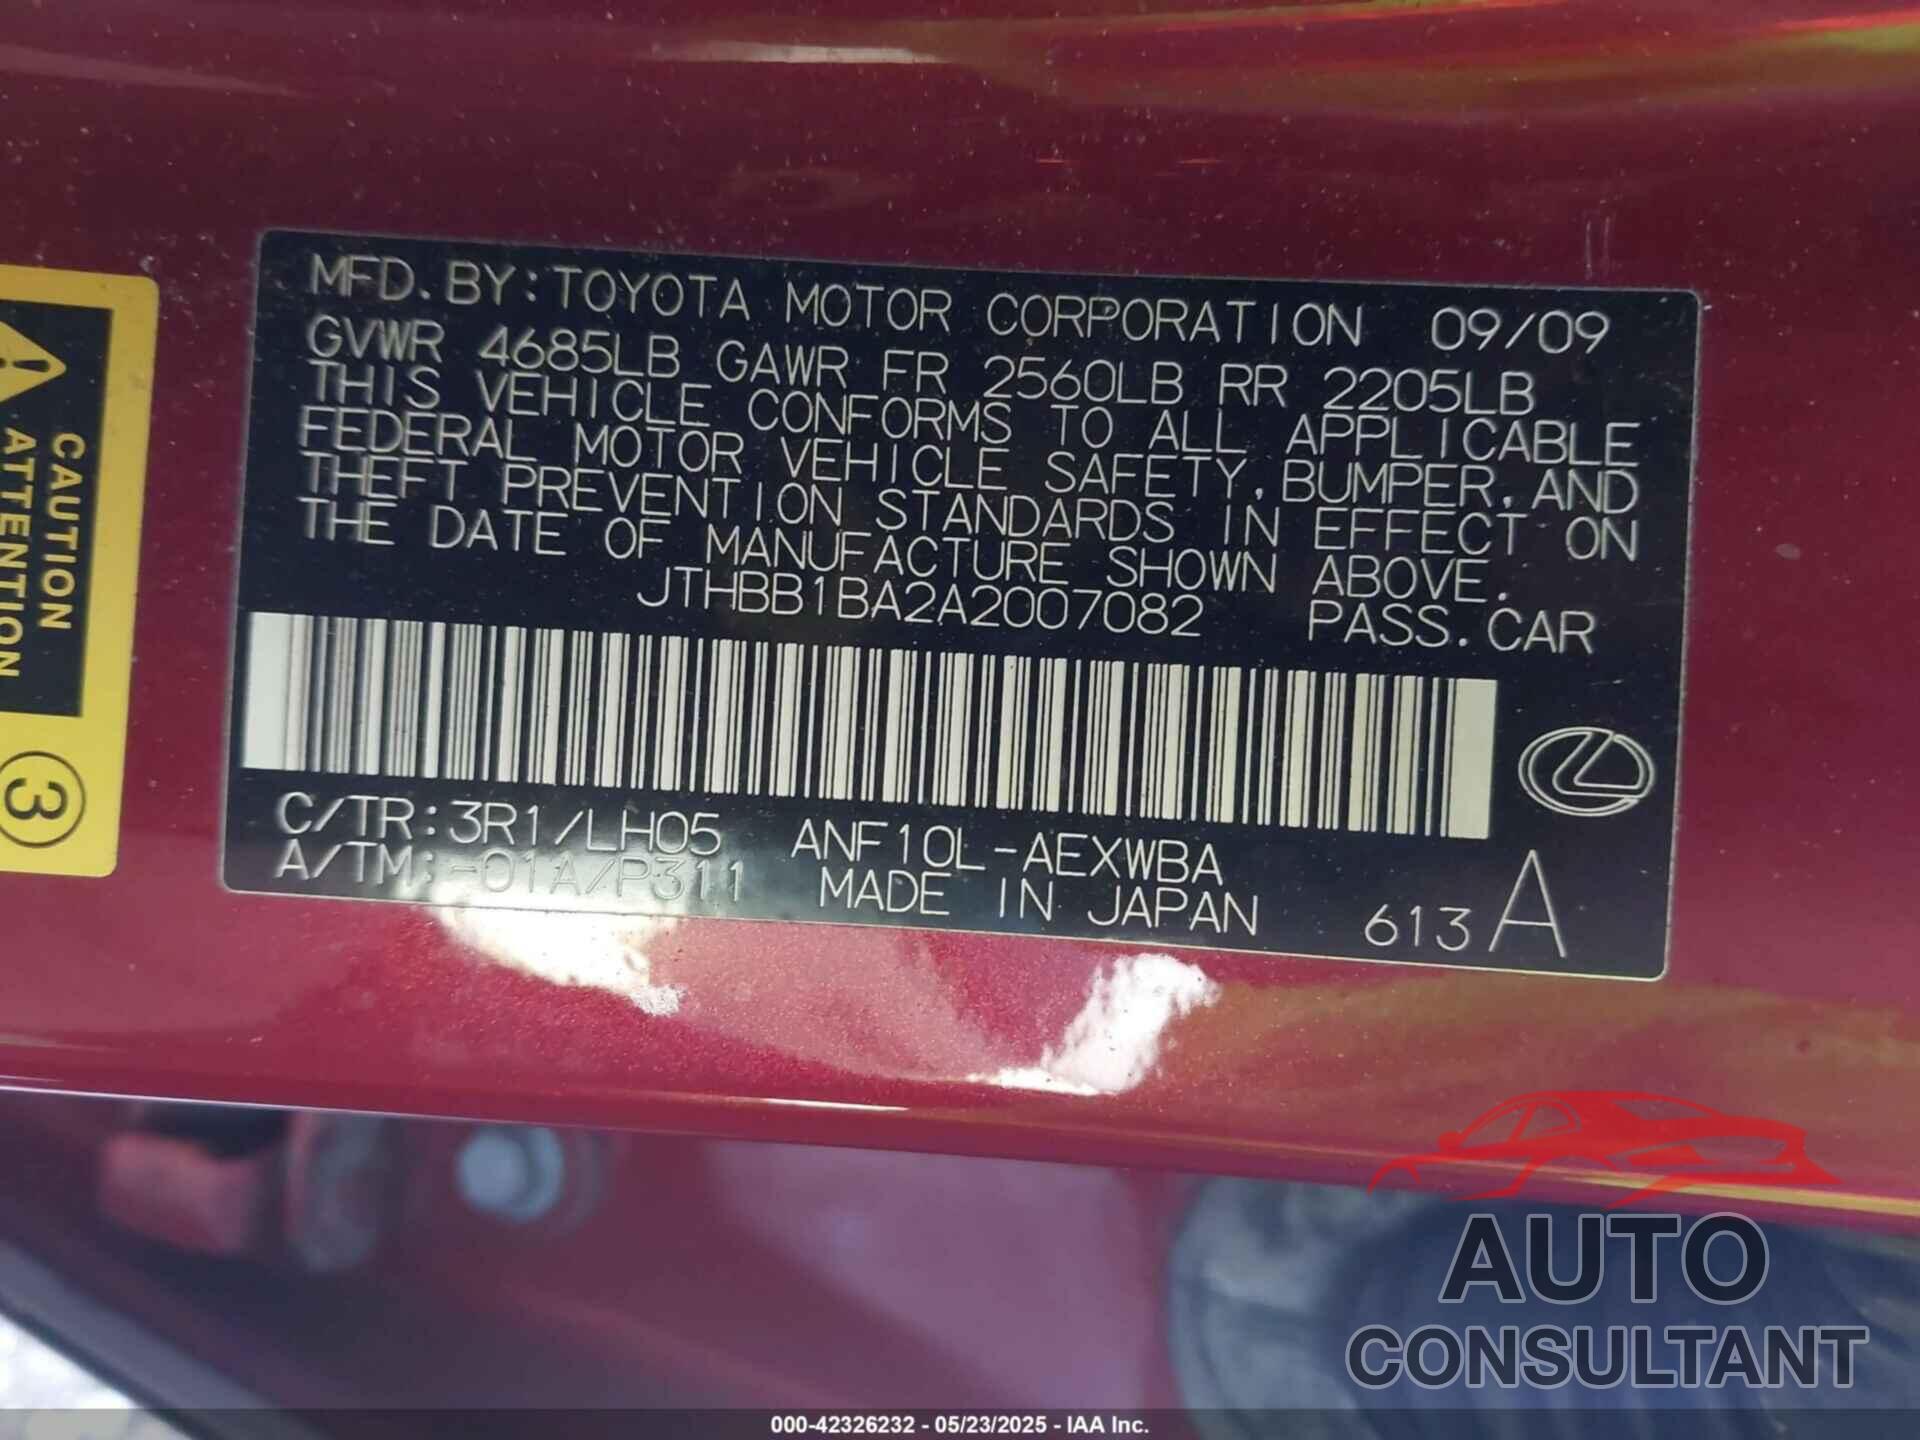 MFD. BY: TOYOTA MOTOR CORPORATION 09/09
GVWR 4685LB GAWR FR 2560LB RR 2205LB
THIS VEHICLE CONFORMS TO ALL APPLICABLE
FEDERAL MOTOR VEHICLE SAFETY, BUMPER, AND
THEFT PREVENTION STANDARDS IN EFFECT ON
THE DATE OF MANUFACTURE SHOWN ABOVE.
JTHBB1BA2A2007082 PASS. CAR
C/TR: 3R1/LH05 ANF10L-AEXWBA
A/TM: -01A/P311 MADE IN JAPAN 613 A
CAUTION
ATTENTION
3
AUTO
CONSULTANT
000-42326232 - 05/23/2025 - IAA Inc.